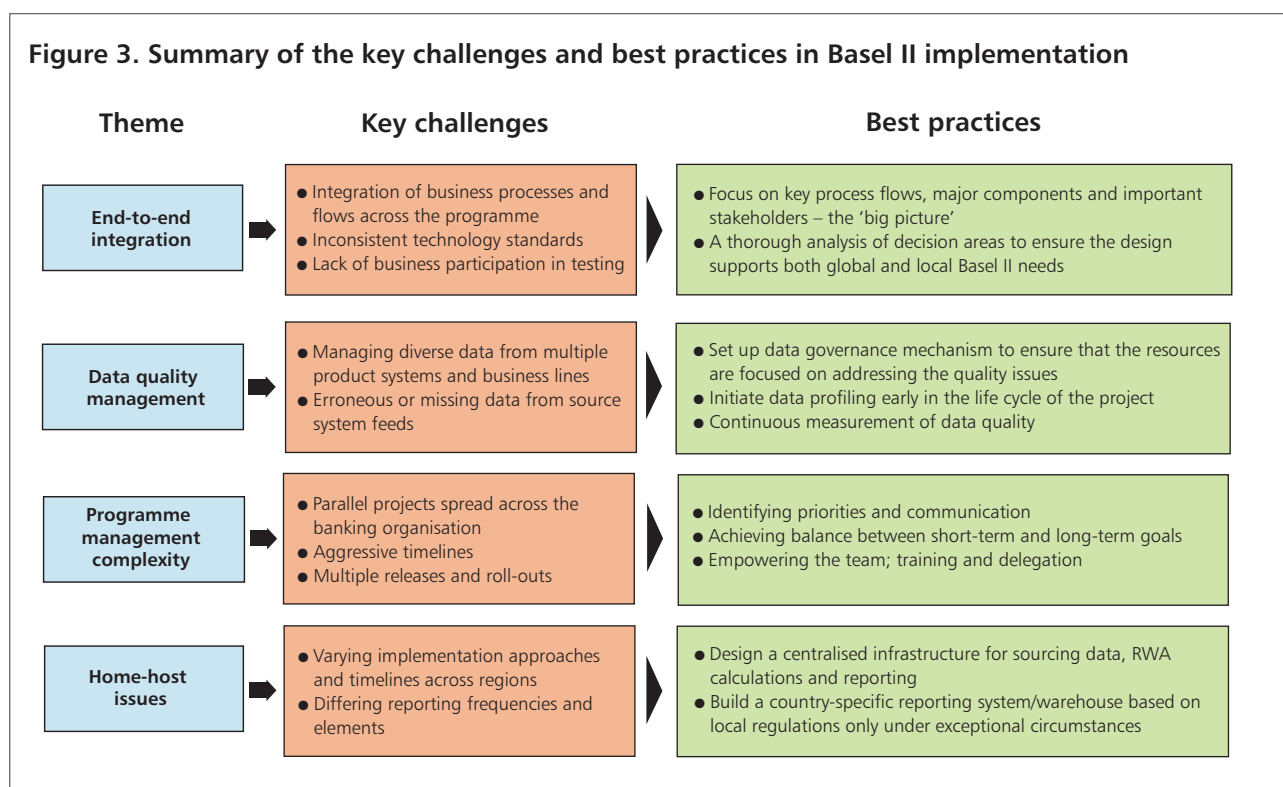 Figure 3. Summary of the key challenges and best practices in Basel II implementation
Theme
Key challenges
Best practices
End-to-end
integration
● Integration of business processes and
flows across the programme
● Inconsistent technology standards
● Lack of business participation in testing
● Focus on key process flows, major components and important
stakeholders – the ‘big picture’
● A thorough analysis of decision areas to ensure the design
supports both global and local Basel II needs
Data quality
management
● Managing diverse data from multiple
product systems and business lines
● Erroneous or missing data from source
system feeds
● Set up data governance mechanism to ensure that the resources
are focused on addressing the quality issues
● Initiate data profiling early in the life cycle of the project
● Continuous measurement of data quality
Programme
management
complexity
● Parallel projects spread across the
banking organisation
● Aggressive timelines
● Multiple releases and roll-outs
● Identifying priorities and communication
● Achieving balance between short-term and long-term goals
● Empowering the team; training and delegation
Home-host
issues
● Varying implementation approaches
and timelines across regions
● Differing reporting frequencies and
elements
● Design a centralised infrastructure for sourcing data, RWA
calculations and reporting
● Build a country-specific reporting system/warehouse based on
local regulations only under exceptional circumstances